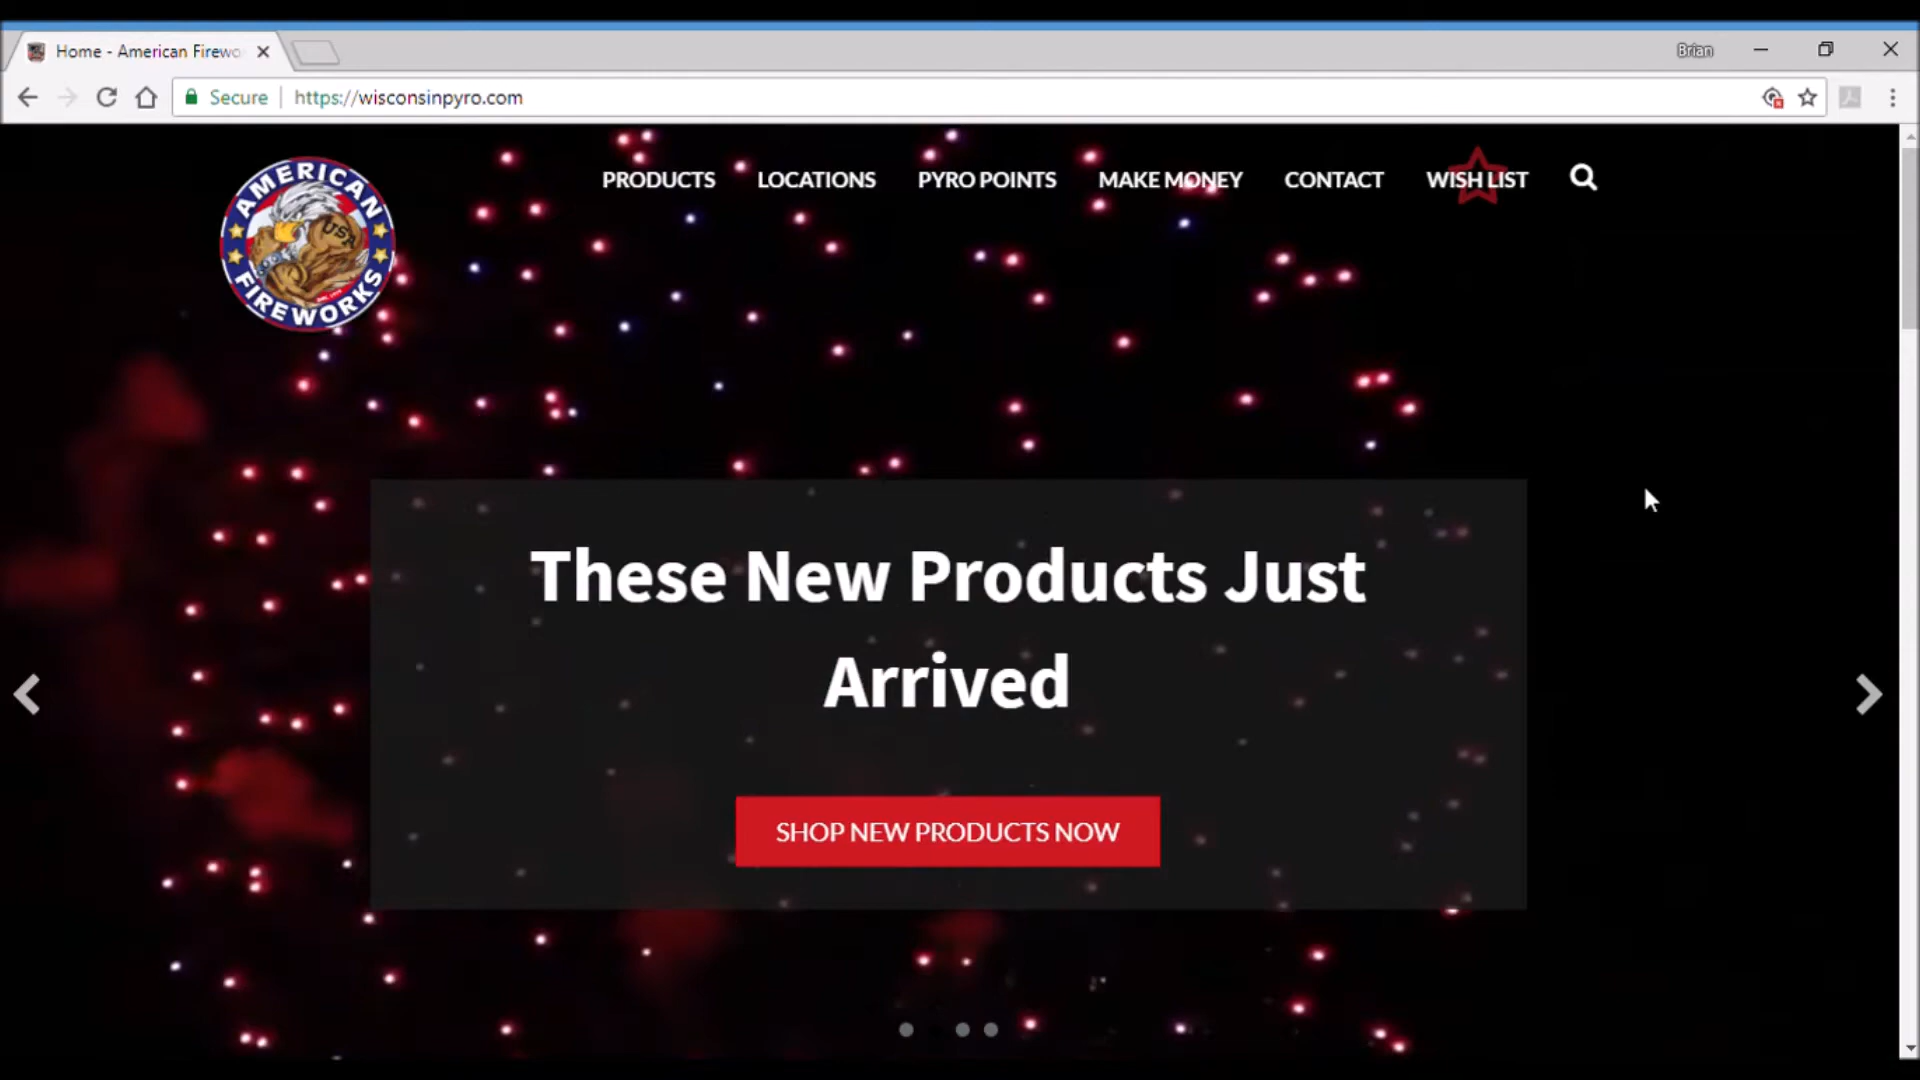 Home - American Firewo
Brian
Secure
https://wisconsinpyro.com
AMERICAN
USA
FIREWORKS
PRODUCTS
LOCATIONS
PYRO POINTS
MAKE MONEY
CONTACT
WISH LIST
These New Products Just
Arrived
SHOP NEW PRODUCTS NOW